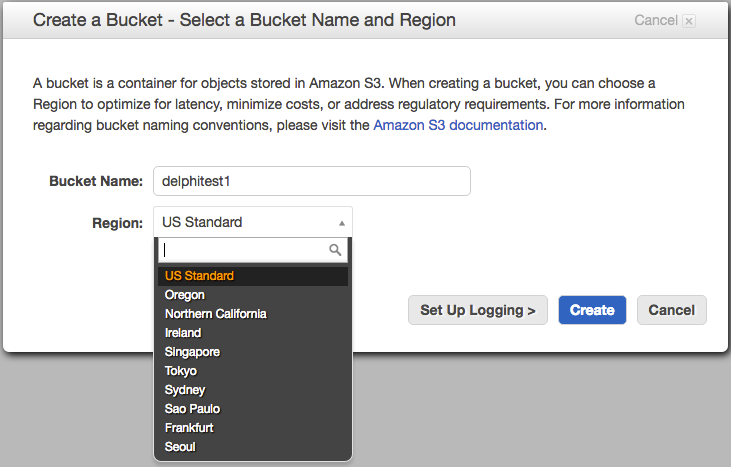 Create a Bucket - Select a Bucket Name and Region
Cancel
A bucket is a container for objects stored in Amazon S3. When creating a bucket, you can choose a
Region to optimize for latency, minimize costs, or address regulatory requirements. For more information
regarding bucket naming conventions, please visit the Amazon S3 documentation.
Bucket Name: delphitest1
Region: US Standard
US Standard
Oregon
Northern California
Ireland
Singapore
Tokyo
Sydney
Sao Paulo
Frankfurt
Seoul
Set Up Logging > Create Cancel